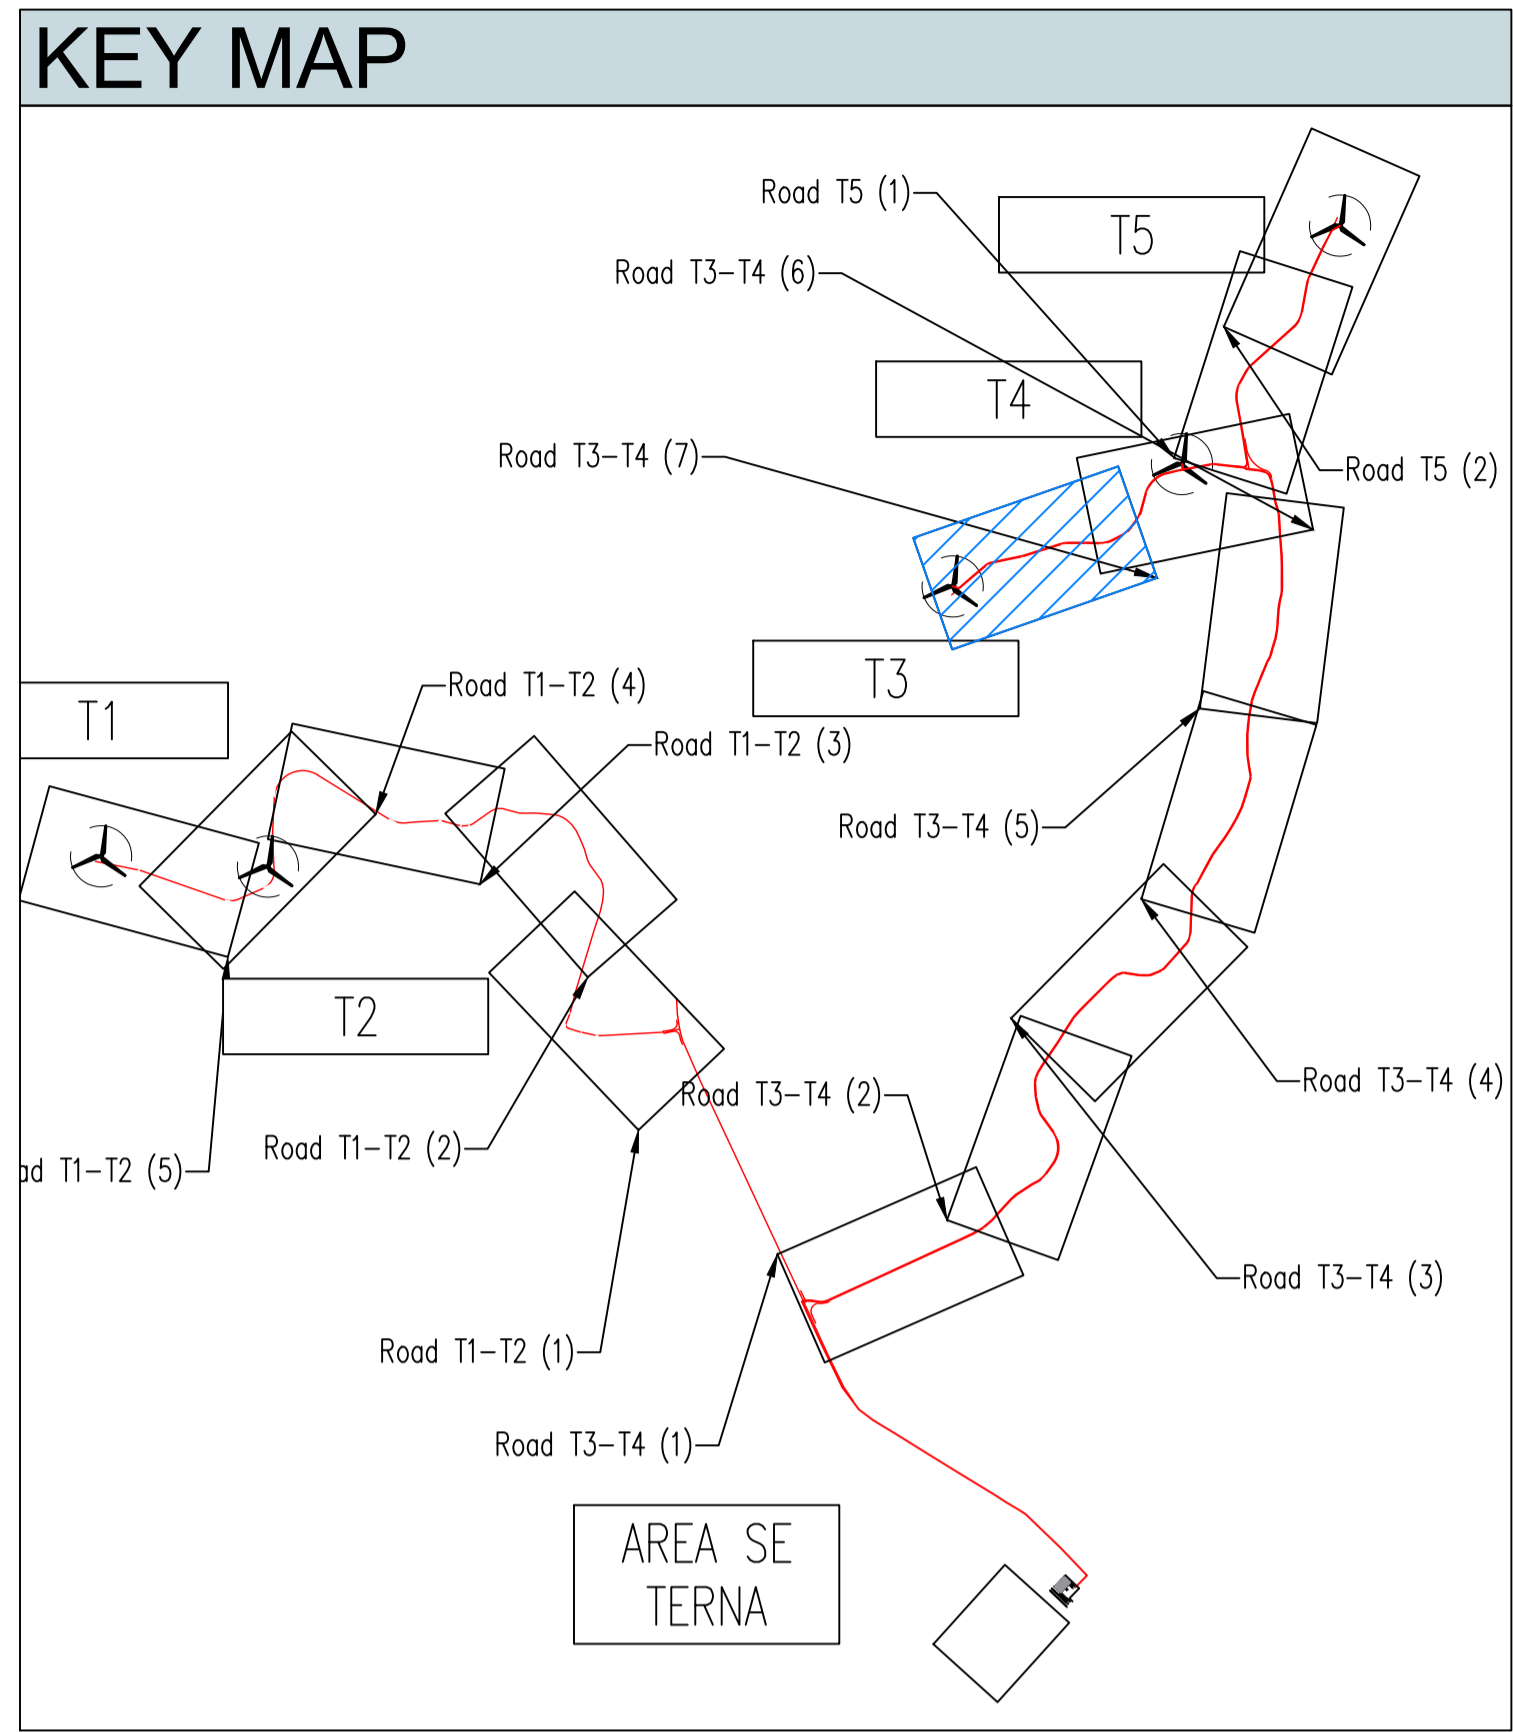 KEY MAP
Road T5 (1)
T5
Road T3-T4 (6)
T4
Road T3-T4 (7)
Road T5 (2)
T3
Road T1-T2 (4)
T1
Road T1-T2 (3)
Road T3-T4 (5)
T2
Road T3-T4 (4)
Road T3-T4 (2)
Road T1-T2 (2)
ad T1-T2 (5)
Road T3-T4 (3)
Road T1-T2 (1)
Road T3-T4 (1)
AREA SE
TERNA